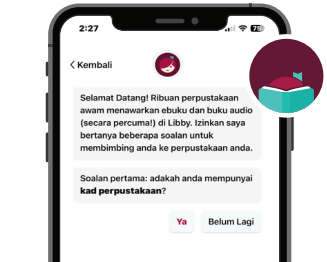 2:27
Kembali
Selamat Datang! Ribuan perpustakaan
awam menawarkan ebuku dan buku audio
(secara percuma!) di Libby. Izinkan saya
bertanya beberapa soalan untuk
membimbing anda ke perpustakaan anda.
Soalan pertama: adakah anda mempunyai
kad perpustakaan?
Ya Belum Lagi